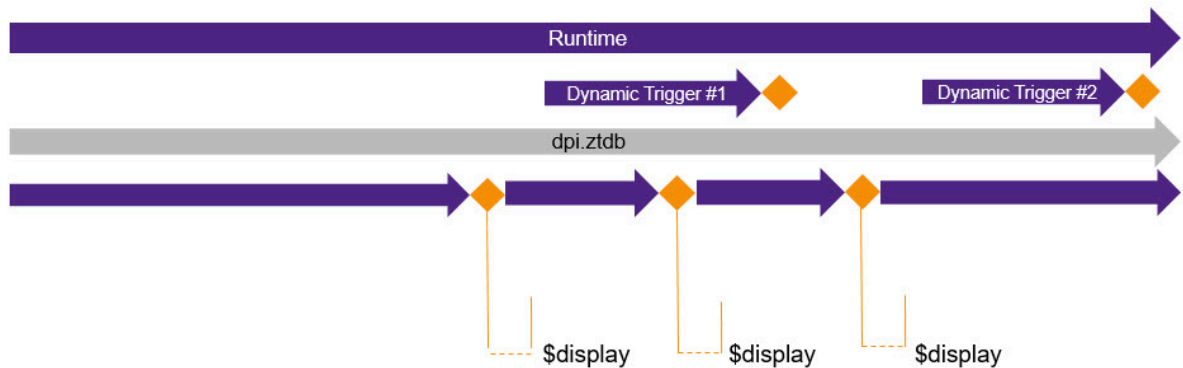 Runtime
Dynamic Trigger #1
Dynamic Trigger #2
dpi.ztdb
$display
$display
$display